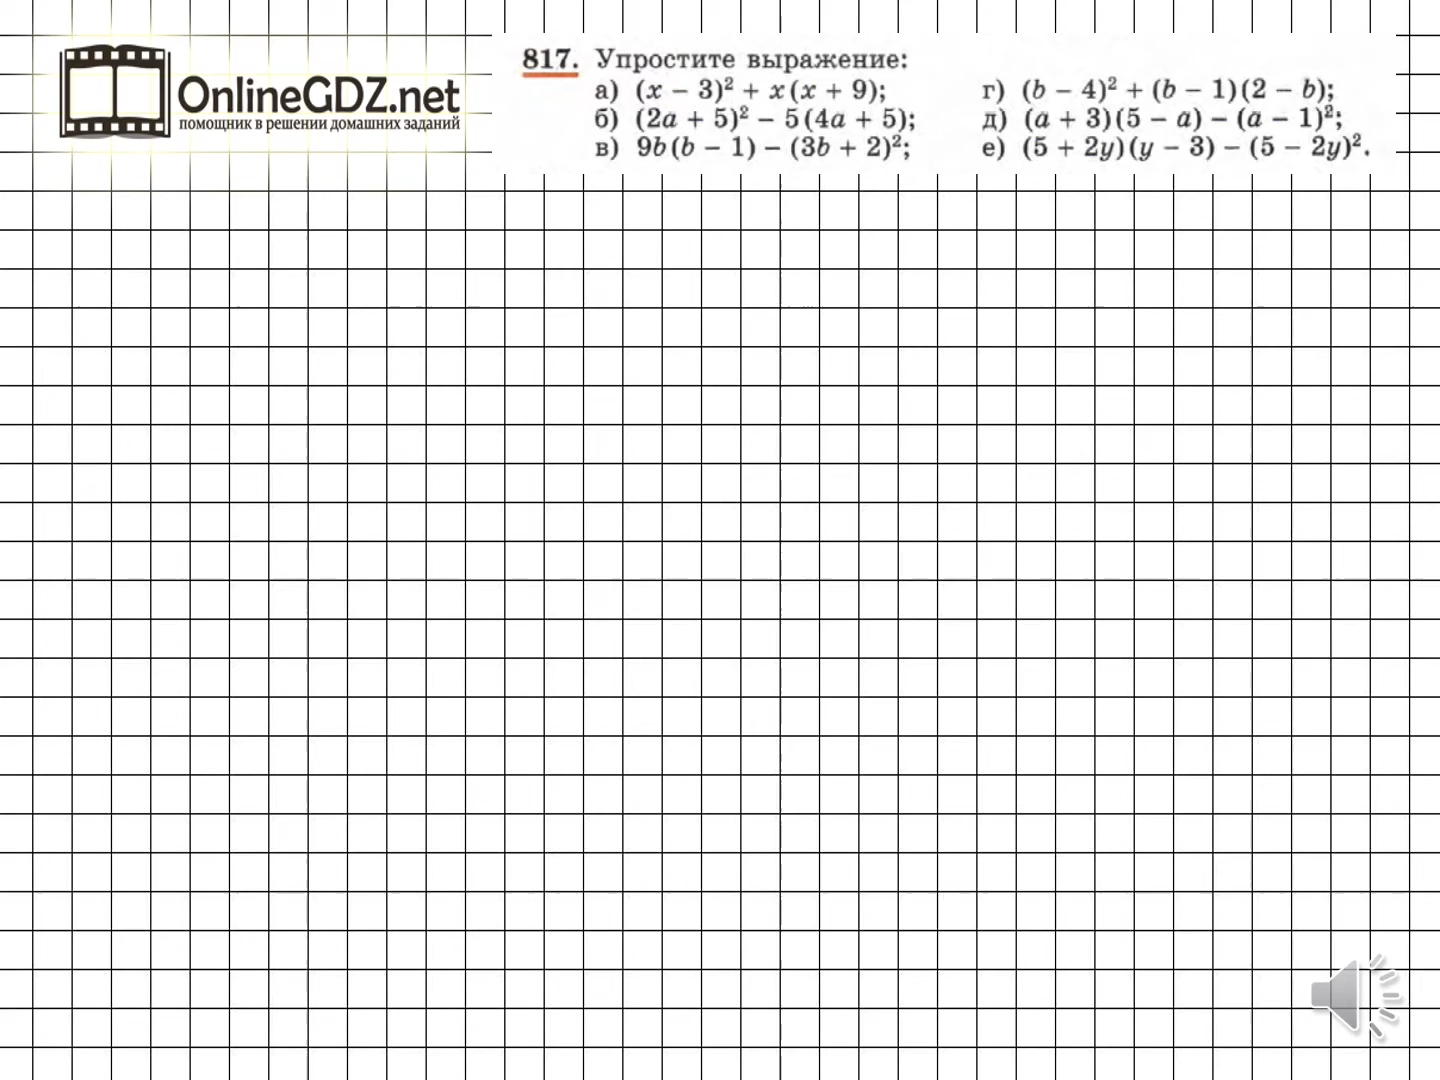 OnlineGDZ.net
помощник в решении домашних заданий
817. Упростите выражение:
а) (x − 3)² + x(x + 9);
б) (2a + 5)² − 5(4a + 5);
в) 9b(b − 1) − (3b + 2)²;
г) (b − 4)² + (b − 1)(2 − b);
д) (a + 3)(5 − a) − (a − 1)²;
е) (5 + 2y)(y − 3) − (5 − 2y)².